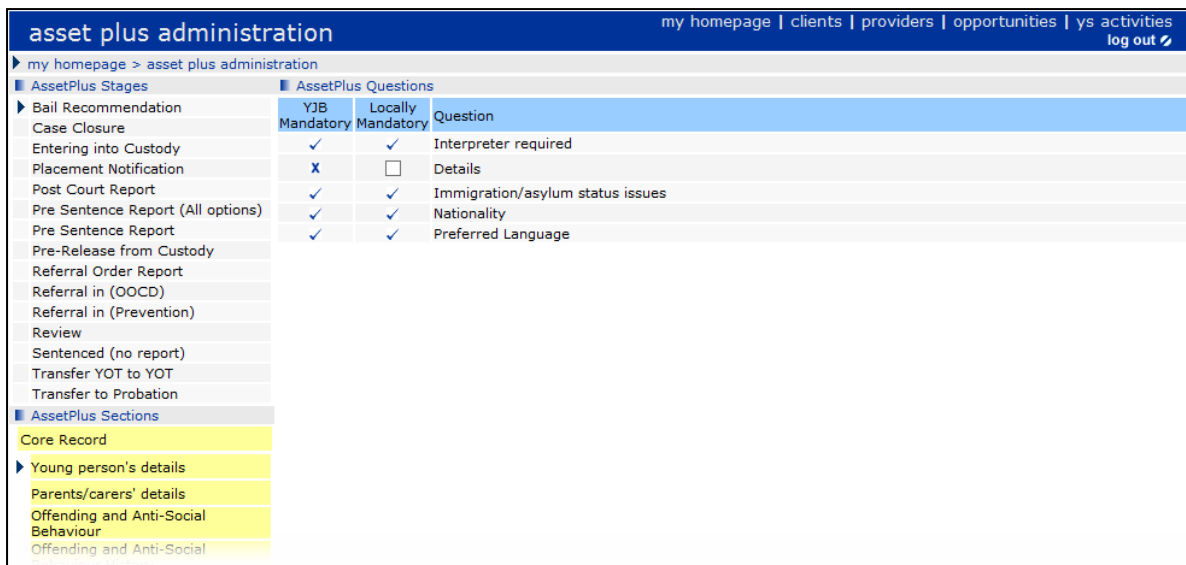 asset plus administration
my homepage | clients | providers | opportunities | ys activities
log out
my homepage > asset plus administration
AssetPlus Stages
Bail Recommendation
Case Closure
Entering into Custody
Placement Notification
Post Court Report
Pre Sentence Report (All options)
Pre Sentence Report
Pre-Release from Custody
Referral Order Report
Referral in (OOCD)
Referral in (Prevention)
Review
Sentenced (no report)
Transfer YOT to YOT
Transfer to Probation
AssetPlus Sections
Core Record
Young person's details
Parents/carers' details
Offending and Anti-Social
Behaviour
Offending and Anti-Social
AssetPlus Questions
YJB Mandatory Locally Mandatory Question
✓ ✓ Interpreter required
X Details
✓ ✓ Immigration/asylum status issues
✓ ✓ Nationality
✓ ✓ Preferred Language